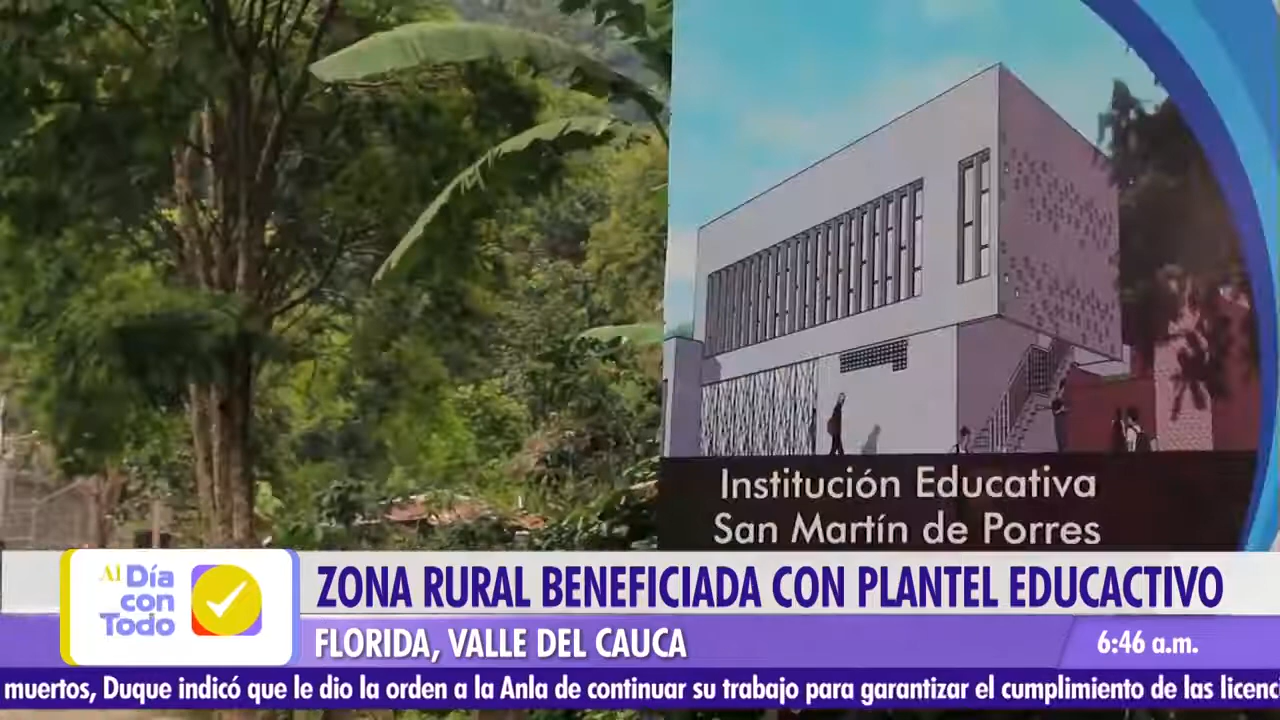 Institución Educativa
San Martín de Porres
Al Día
con
Todo
ZONA RURAL BENEFICIADA CON PLANTEL EDUCACTIVO
FLORIDA, VALLE DEL CAUCA
6:46 a.m.
muertos, Duque indicó que le dio la orden a la Anla de continuar su trabajo para garantizar el cumplimiento de las licenci